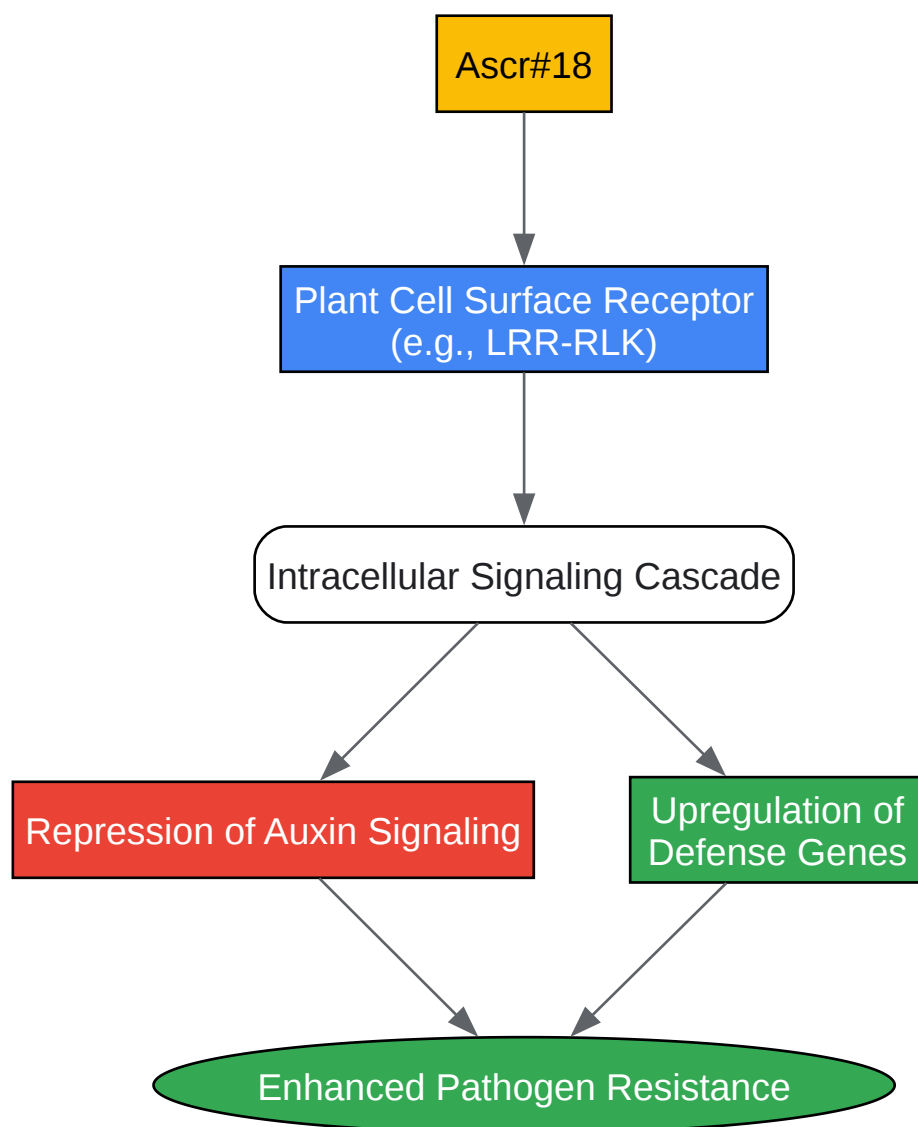 Ascr#18
Plant Cell Surface Receptor
(e.g., LRR-RLK)
Intracellular Signaling Cascade
Repression of Auxin Signaling
Upregulation of
Defense Genes
Enhanced Pathogen Resistance